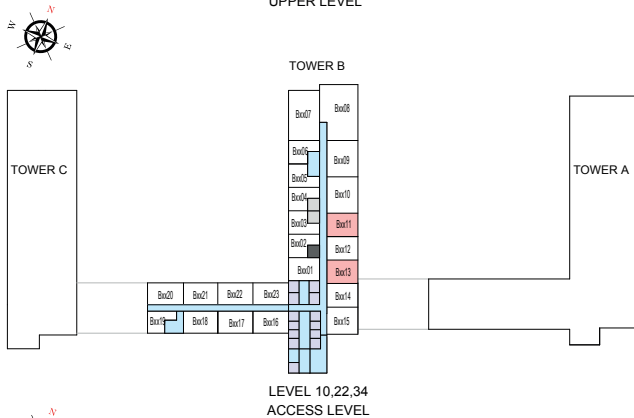 UPPER LEVEL
N
W
E
S
TOWER B
TOWER C
TOWER A
Bxx07
Bxx08
Bxx06
Bxx09
Bxx05
Bxx10
Bxx04
Bxx03
Bxx11
Bxx02
Bxx12
Bxx01
Bxx13
Bxx20
Bxx21
Bxx22
Bxx23
Bxx14
Bxx19
Bxx18
Bxx17
Bxx16
Bxx15
LEVEL 10,22,34
ACCESS LEVEL
N